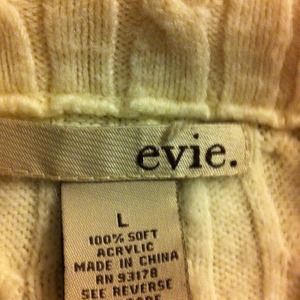 evie.
L
100% SOFT
ACRYLIC
MADE IN CHINA
RN 93178
SEE REVERSE